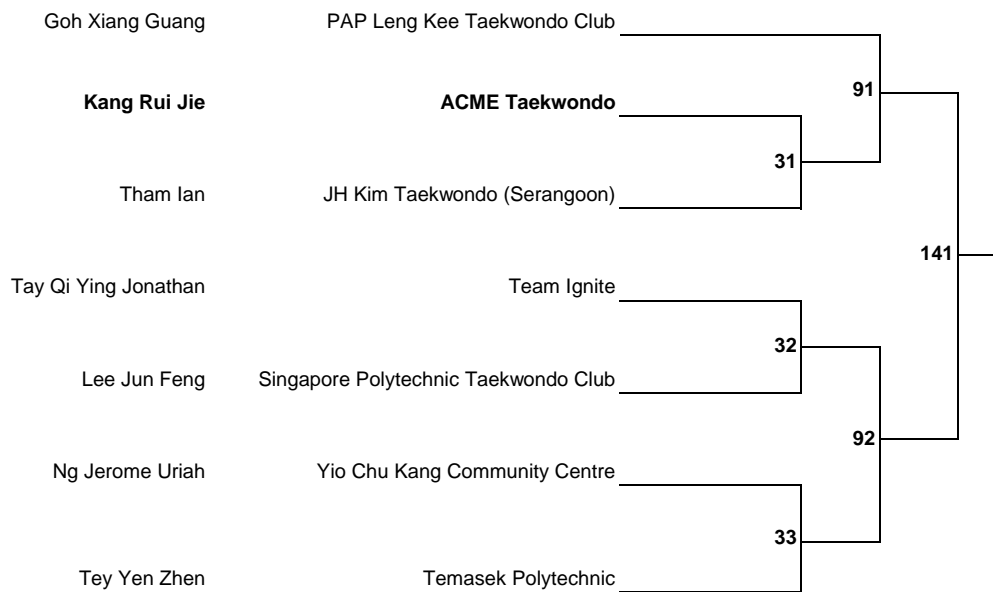 Goh Xiang Guang PAP Leng Kee Taekwondo Club
91
Kang Rui Jie ACME Taekwondo
31
Tham Ian JH Kim Taekwondo (Serangoon)
141
Tay Qi Ying Jonathan Team Ignite
32
Lee Jun Feng Singapore Polytechnic Taekwondo Club
92
Ng Jerome Uriah Yio Chu Kang Community Centre
33
Tey Yen Zhen Temasek Polytechnic